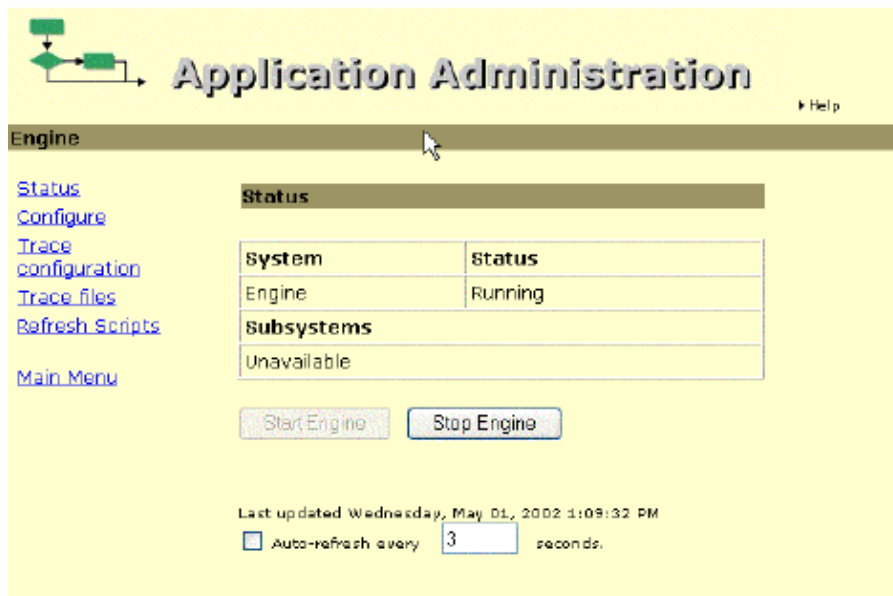 Application Administration
Help
Engine
Status
Configure
Trace
configuration
Trace files
Refresh Scripts
Main Menu
Status
System Status
Engine Running
Subsystems
Unavailable
Start Engine Stop Engine
Last updated Wednesday, May 01, 2002 1:09:32 PM
Auto-refresh every 3 seconds.